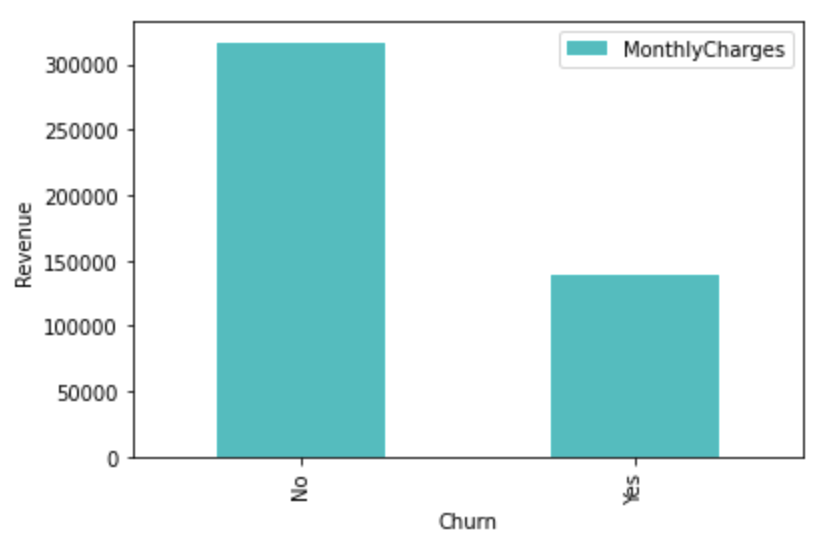 MonthlyCharges
300000
250000
200000
150000
100000
50000
0
Revenue
No
Yes
Churn